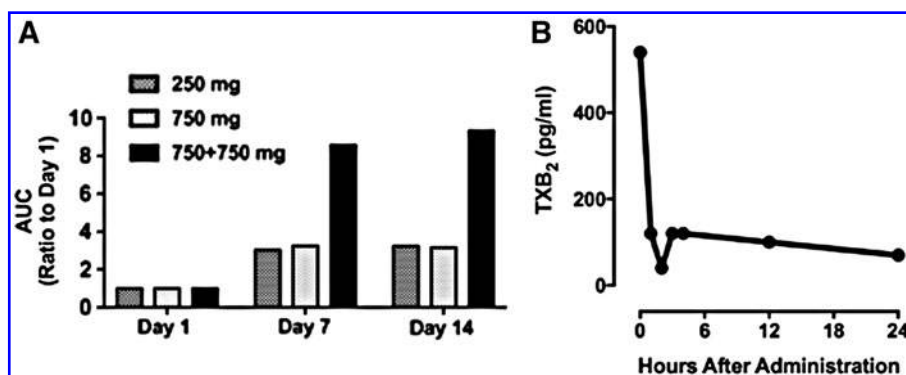 A
250 mg
750 mg
750+750 mg
AUC
(Ratio to Day 1)
10
8
6
4
2
0
Day 1
Day 7
Day 14
B
TXB₂ (pg/ml)
600
400
200
0
0
6
12
18
24
Hours After Administration